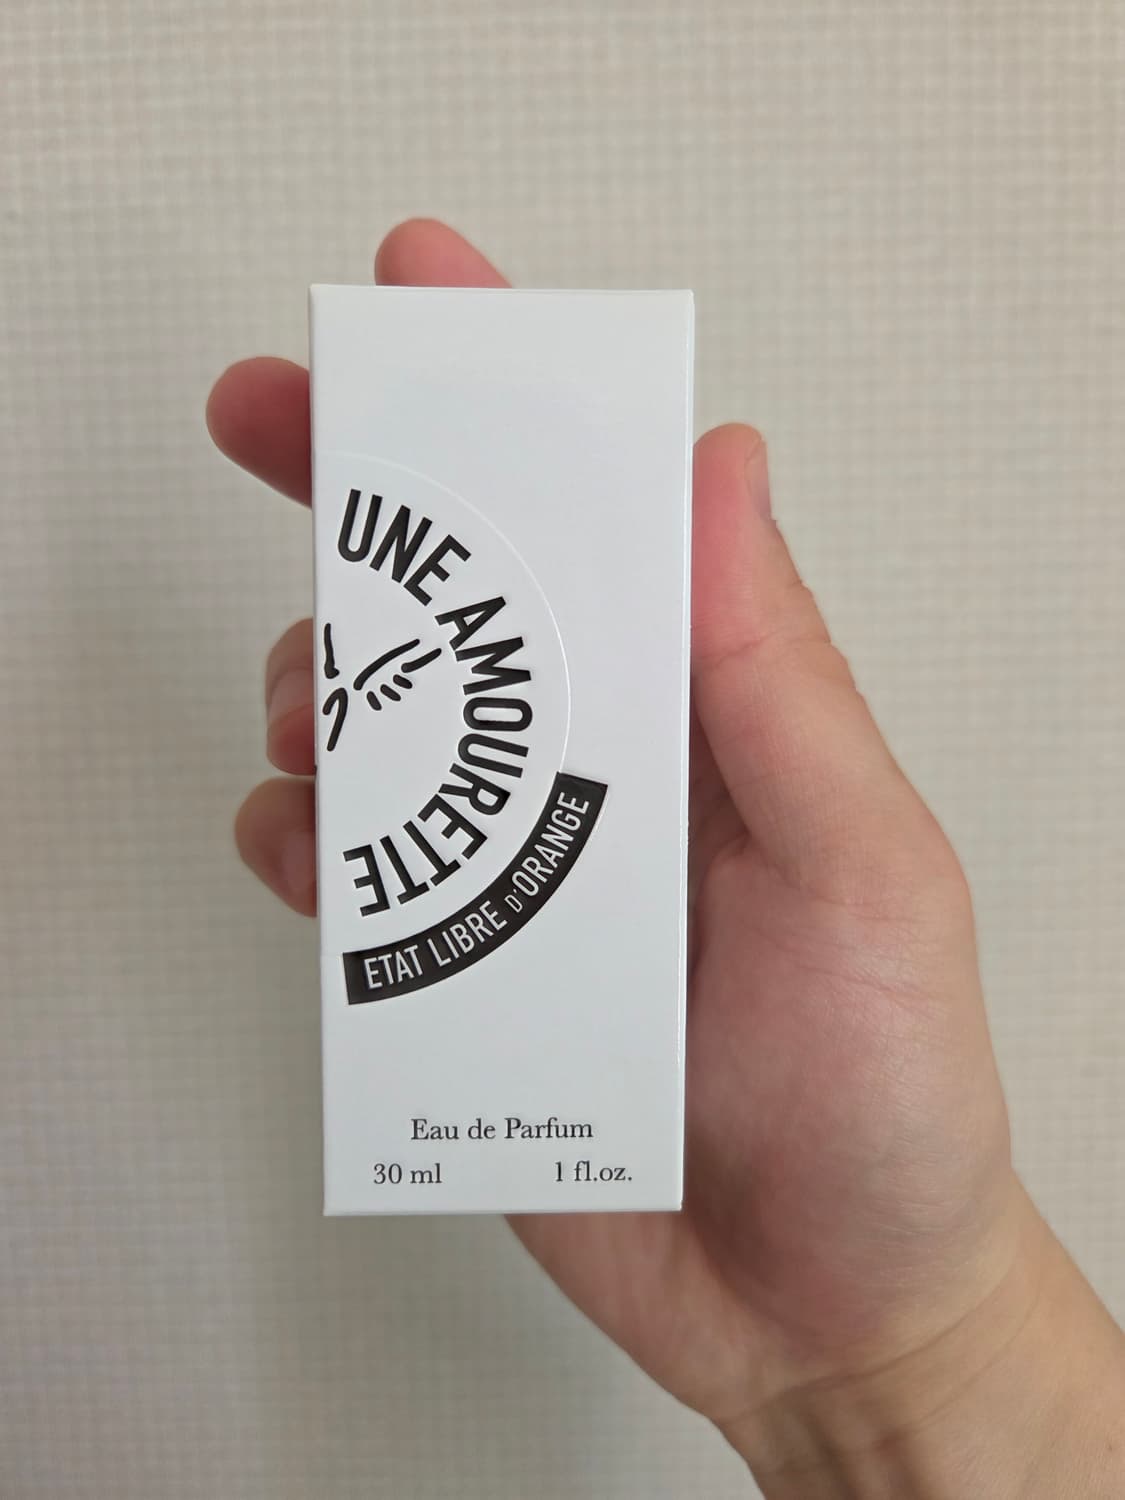 UNE AMOURETTE
ETAT LIBRE D'ORANGE
Eau de Parfum
30 ml 1 fl.oz.